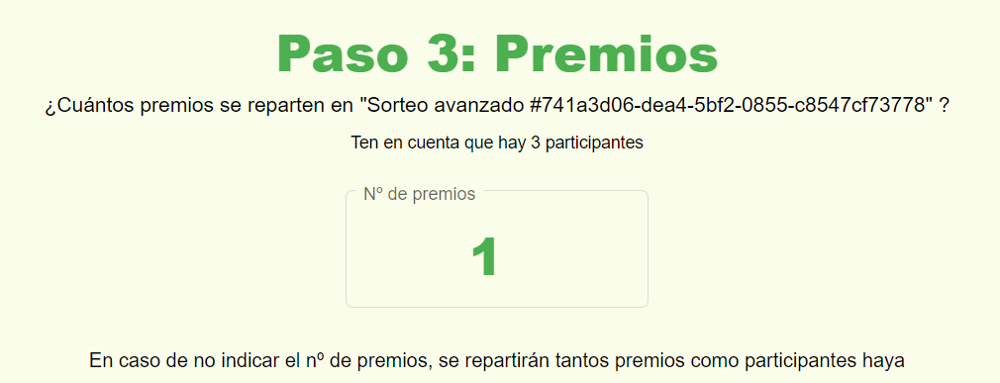 Paso 3: Premios
¿Cuántos premios se reparten en "Sorteo avanzado #741a3d06-dea4-5bf2-0855-c8547cf73778" ?
Ten en cuenta que hay 3 participantes
Nº de premios
1
En caso de no indicar el nº de premios, se repartirán tantos premios como participantes haya